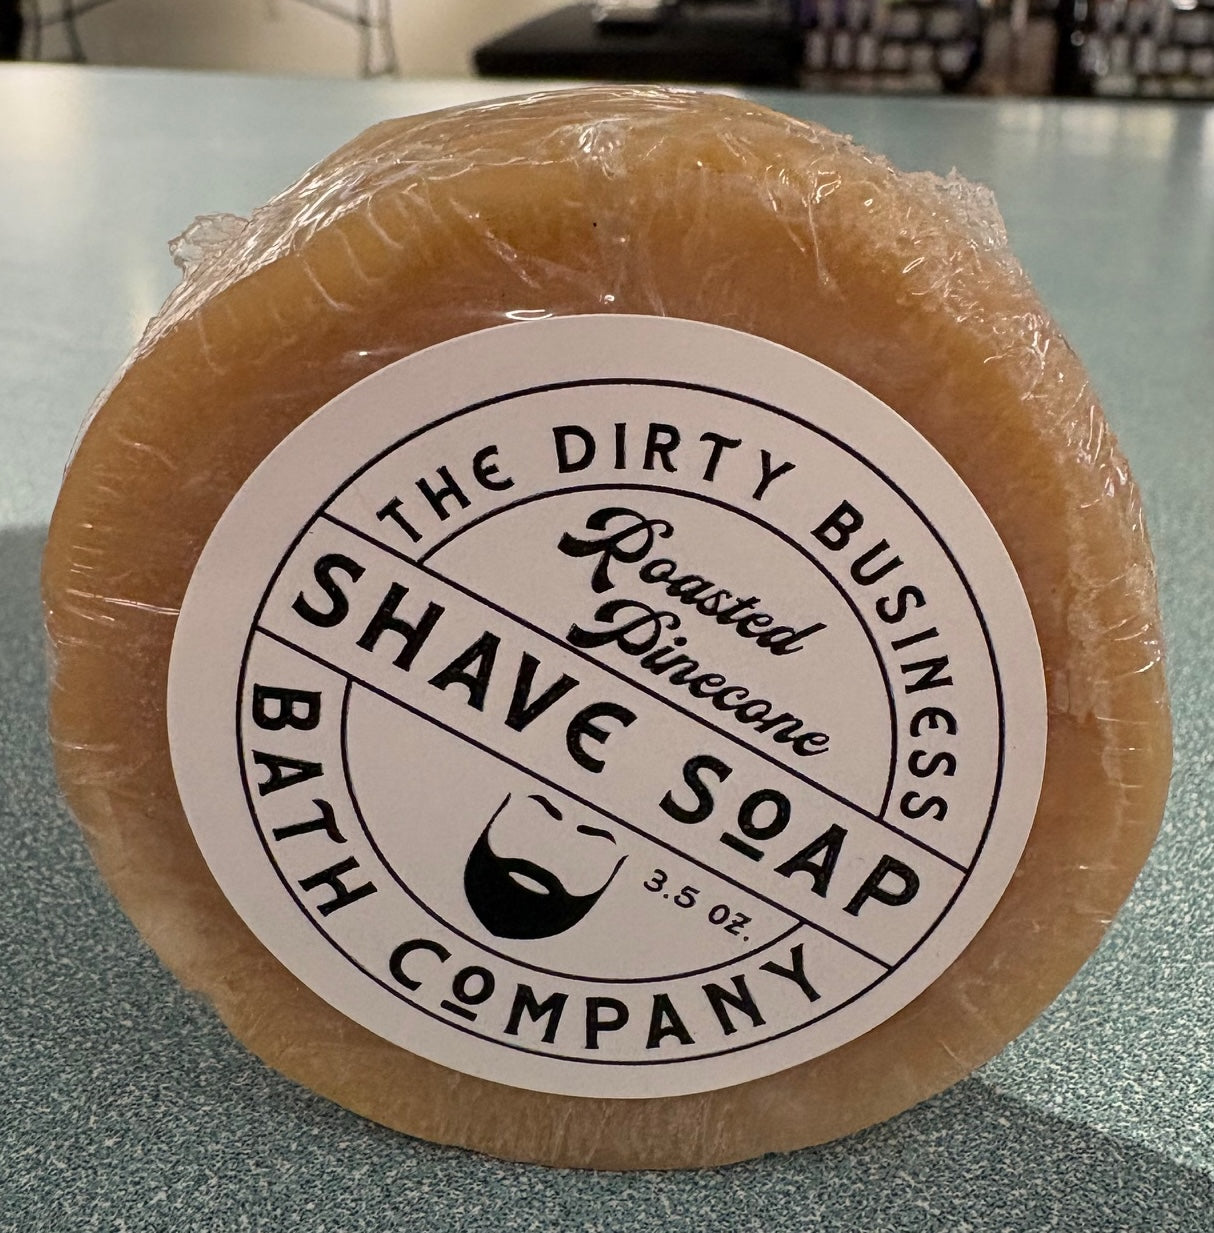 THE DIRTY BUSINESS
Roasted
Pinecone
SHAVE SOAP
3.5 OZ.
BATH COMPANY